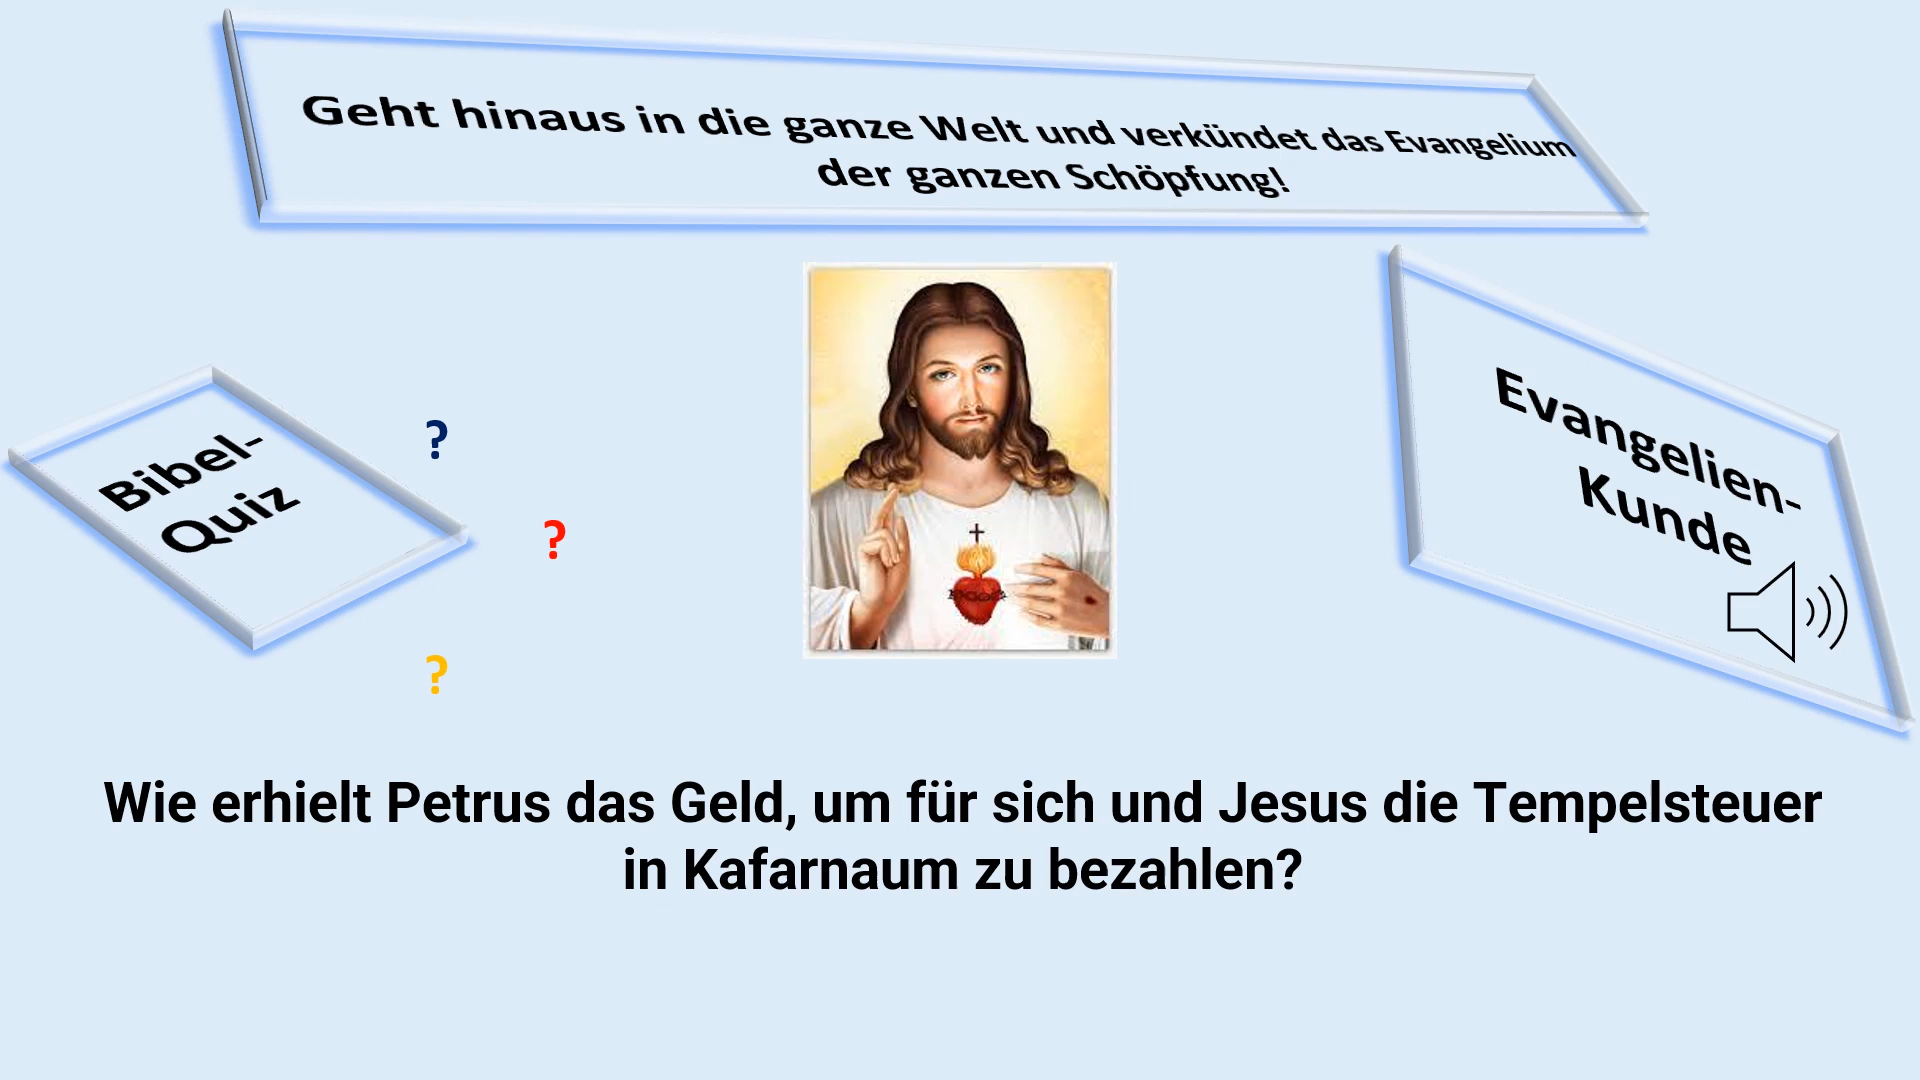 Geht hinaus in die ganze Welt und verkündet das Evangelium
der ganzen Schöpfung!
Bibel-
Quiz
?
?
?
Evangelien-
Kunde
Wie erhielt Petrus das Geld, um für sich und Jesus die Tempelsteuer
in Kafarnaum zu bezahlen?